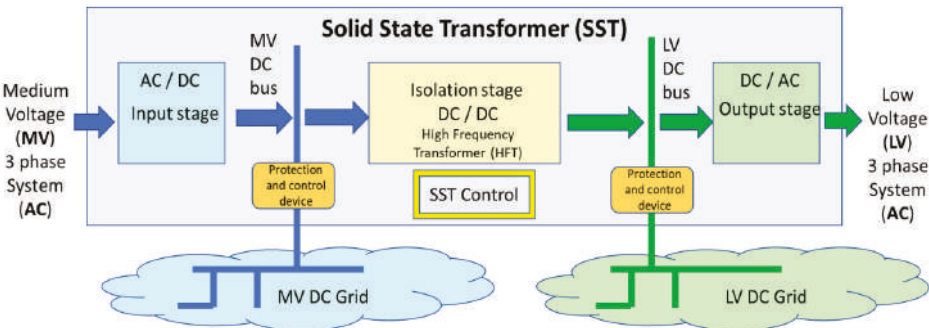 Solid State Transformer (SST)
Medium
Voltage
(MV)
3 phase
System
(AC)
AC / DC
Input stage
MV
DC
bus
Protection
and control
device
Isolation stage
DC / DC
High Frequency
Transformer (HFT)
SST Control
LV
DC
bus
Protection
and control
device
DC / AC
Output stage
Low
Voltage
(LV)
3 phase
System
(AC)
MV DC Grid
LV DC Grid